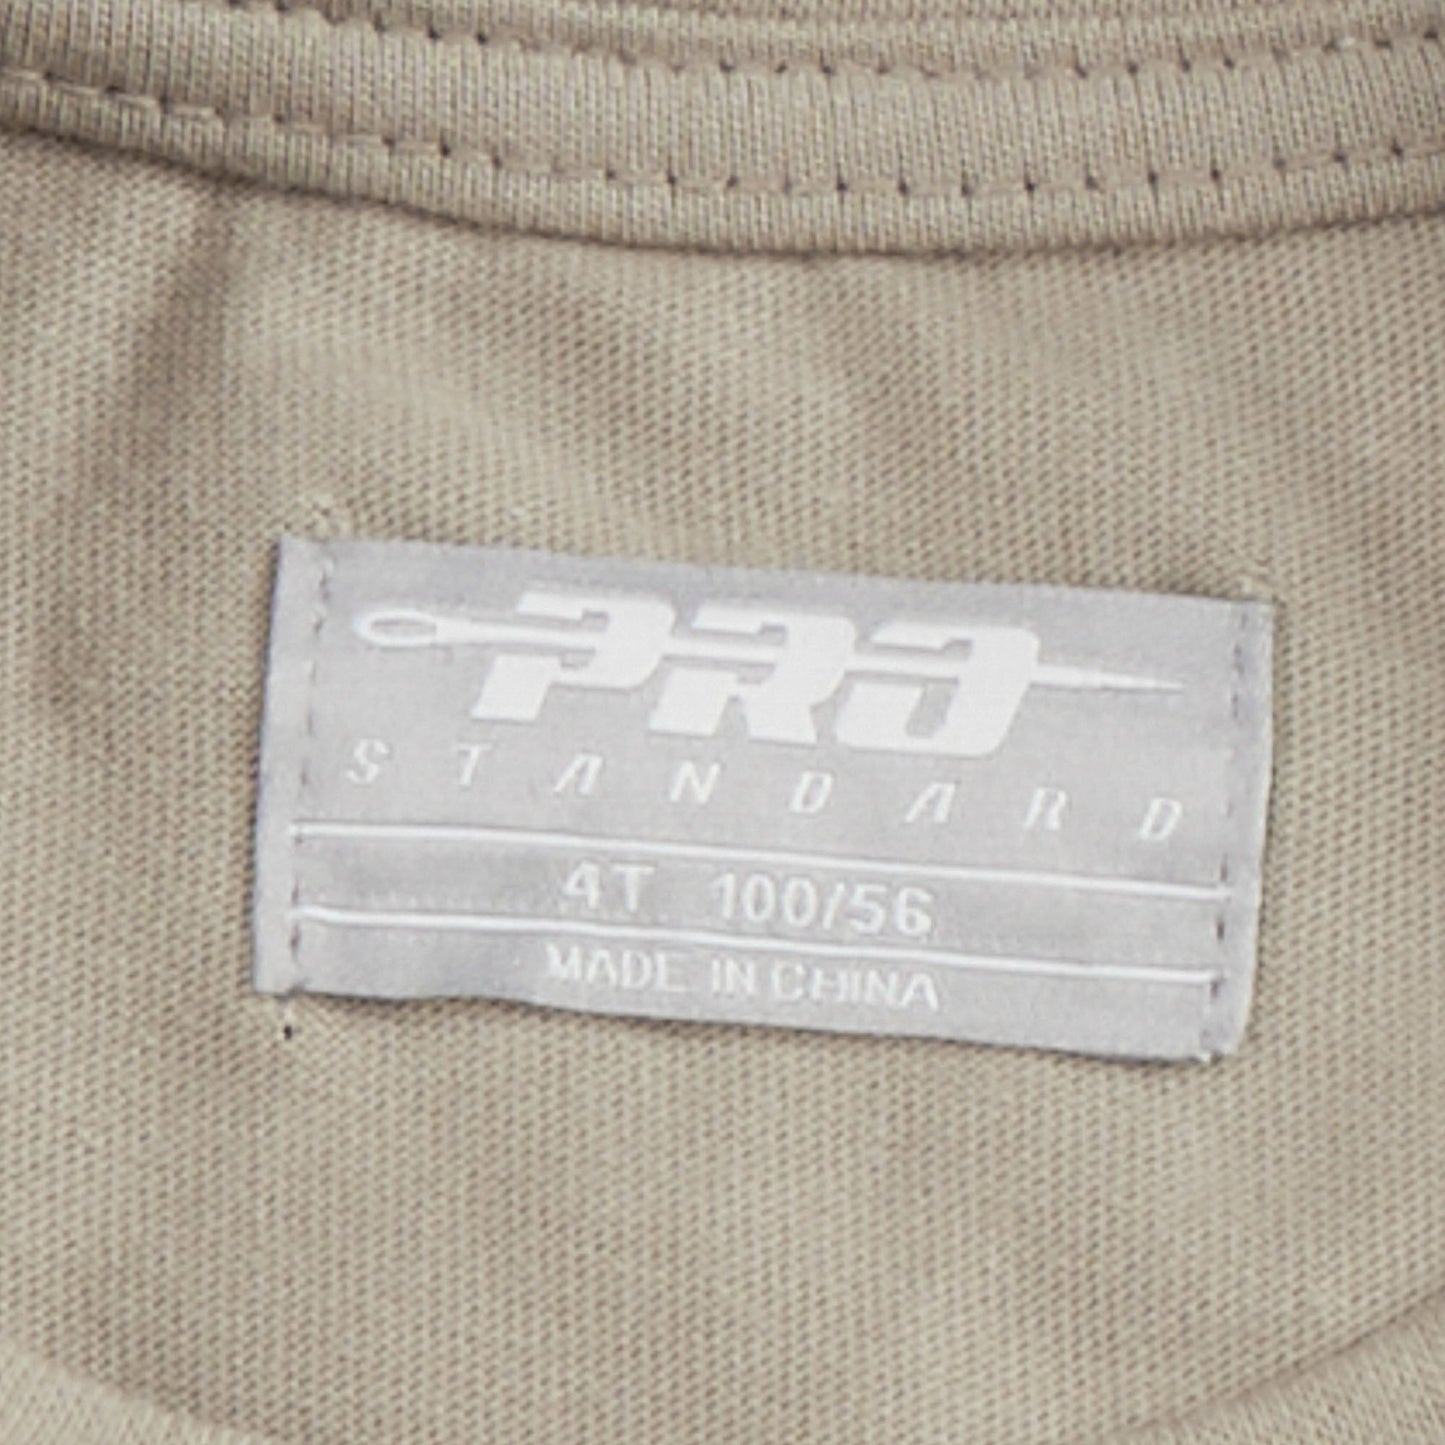 PRO
STANDARD
4T 100/56
MADE IN CHINA